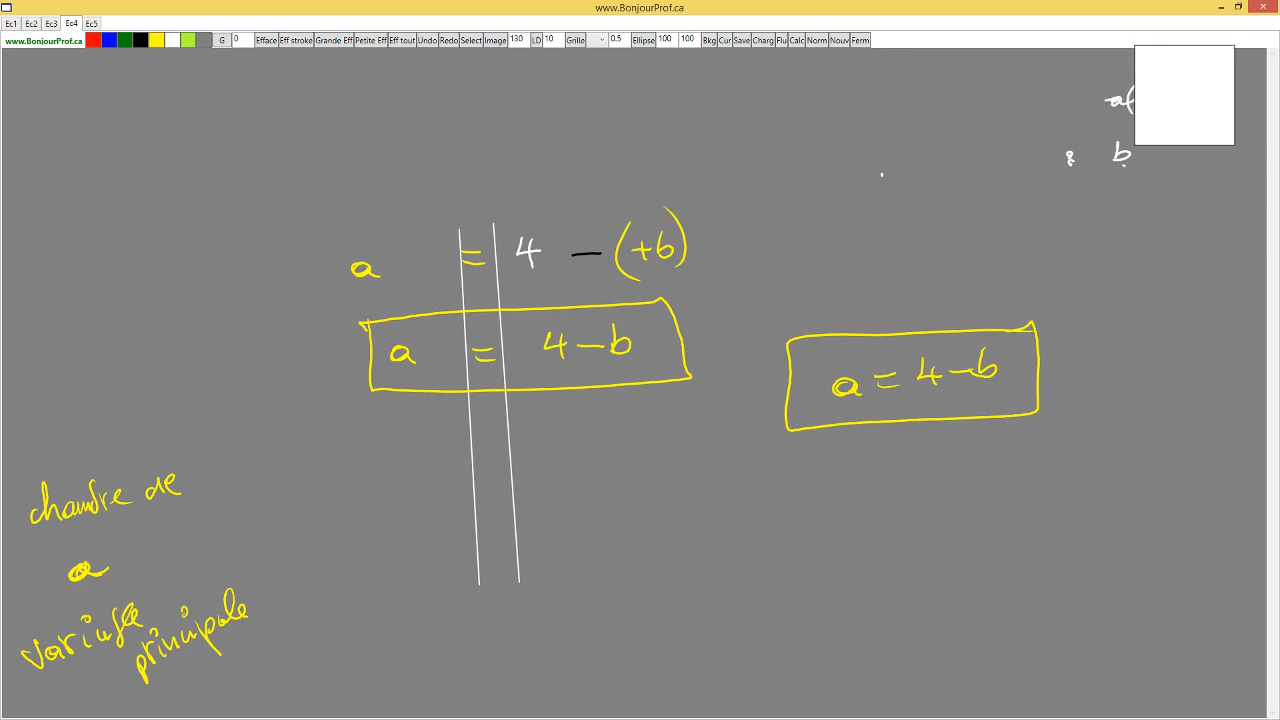 www.BonjourProf.ca
Ec1 Ec2 Ec3 Ec4 Ec5
www.BonjourProf.ca G 0 Efface Eff stroke Grande Eff Petite Eff Eff tout Undo Redo Select Image 130 LD 10 Grille 0.5 Ellipse 100 100 Bkg Cur Save Charg Flu Calc Norm Nouv Ferm
a(
& b
a = 4 - (+b)
a = 4 - b
a = 4 - b
chambre de
a
variable
principale